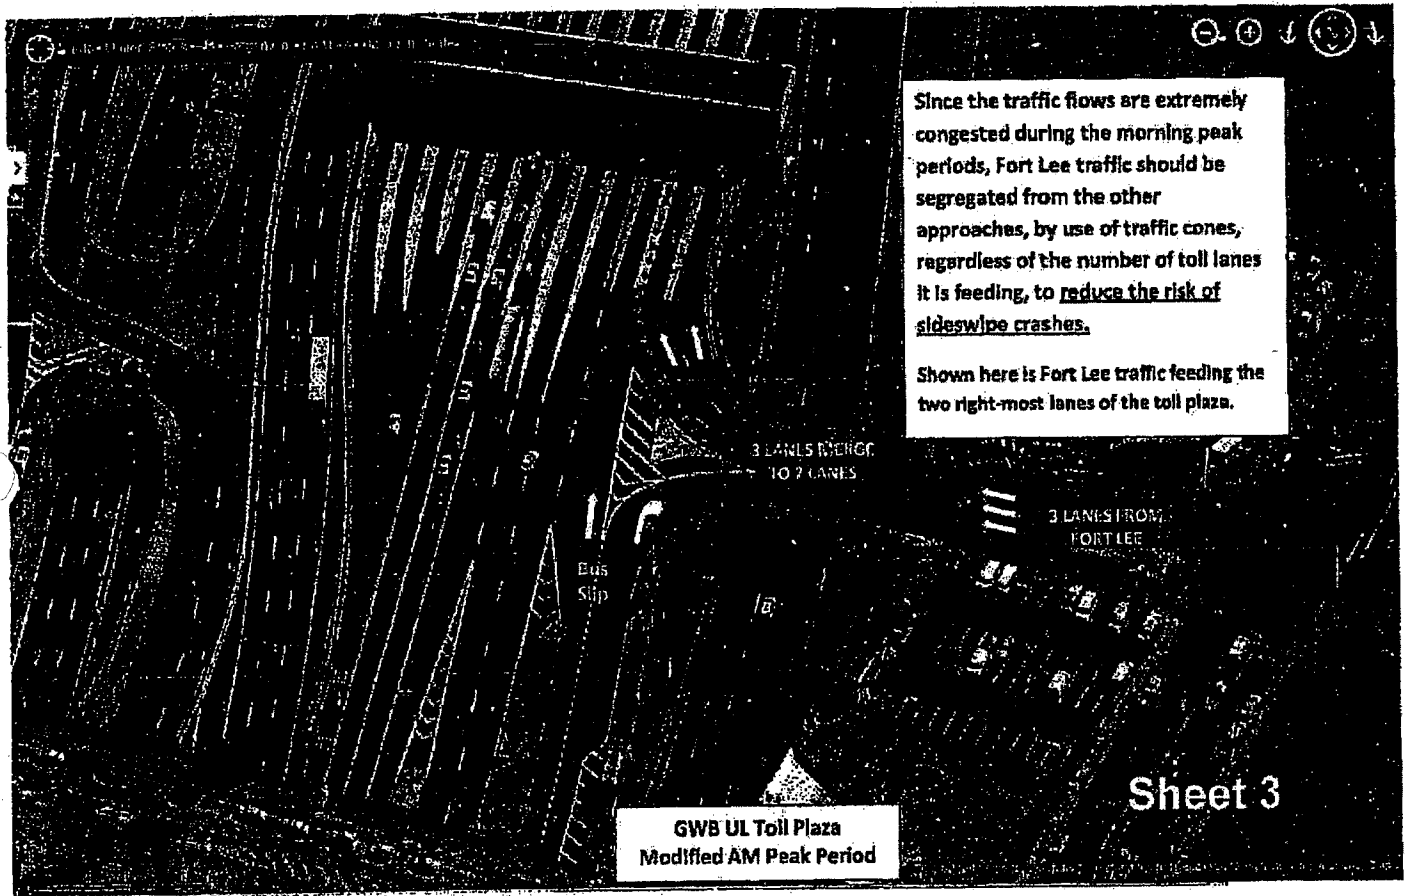 Since the traffic flows are extremely
congested during the morning peak
periods, Fort Lee traffic should be
segregated from the other
approaches, by use of traffic cones,
regardless of the number of toll lanes
it is feeding, to reduce the risk of
sideswipe crashes.
Shown here is Fort Lee traffic feeding the
two right-most lanes of the toll plaza.
3 LANES MERGE
TO 2 LANES
3 LANES FROM
FORT LEE
Bus
Slip
Sheet 3
GWB UL Toll Plaza
Modified AM Peak Period